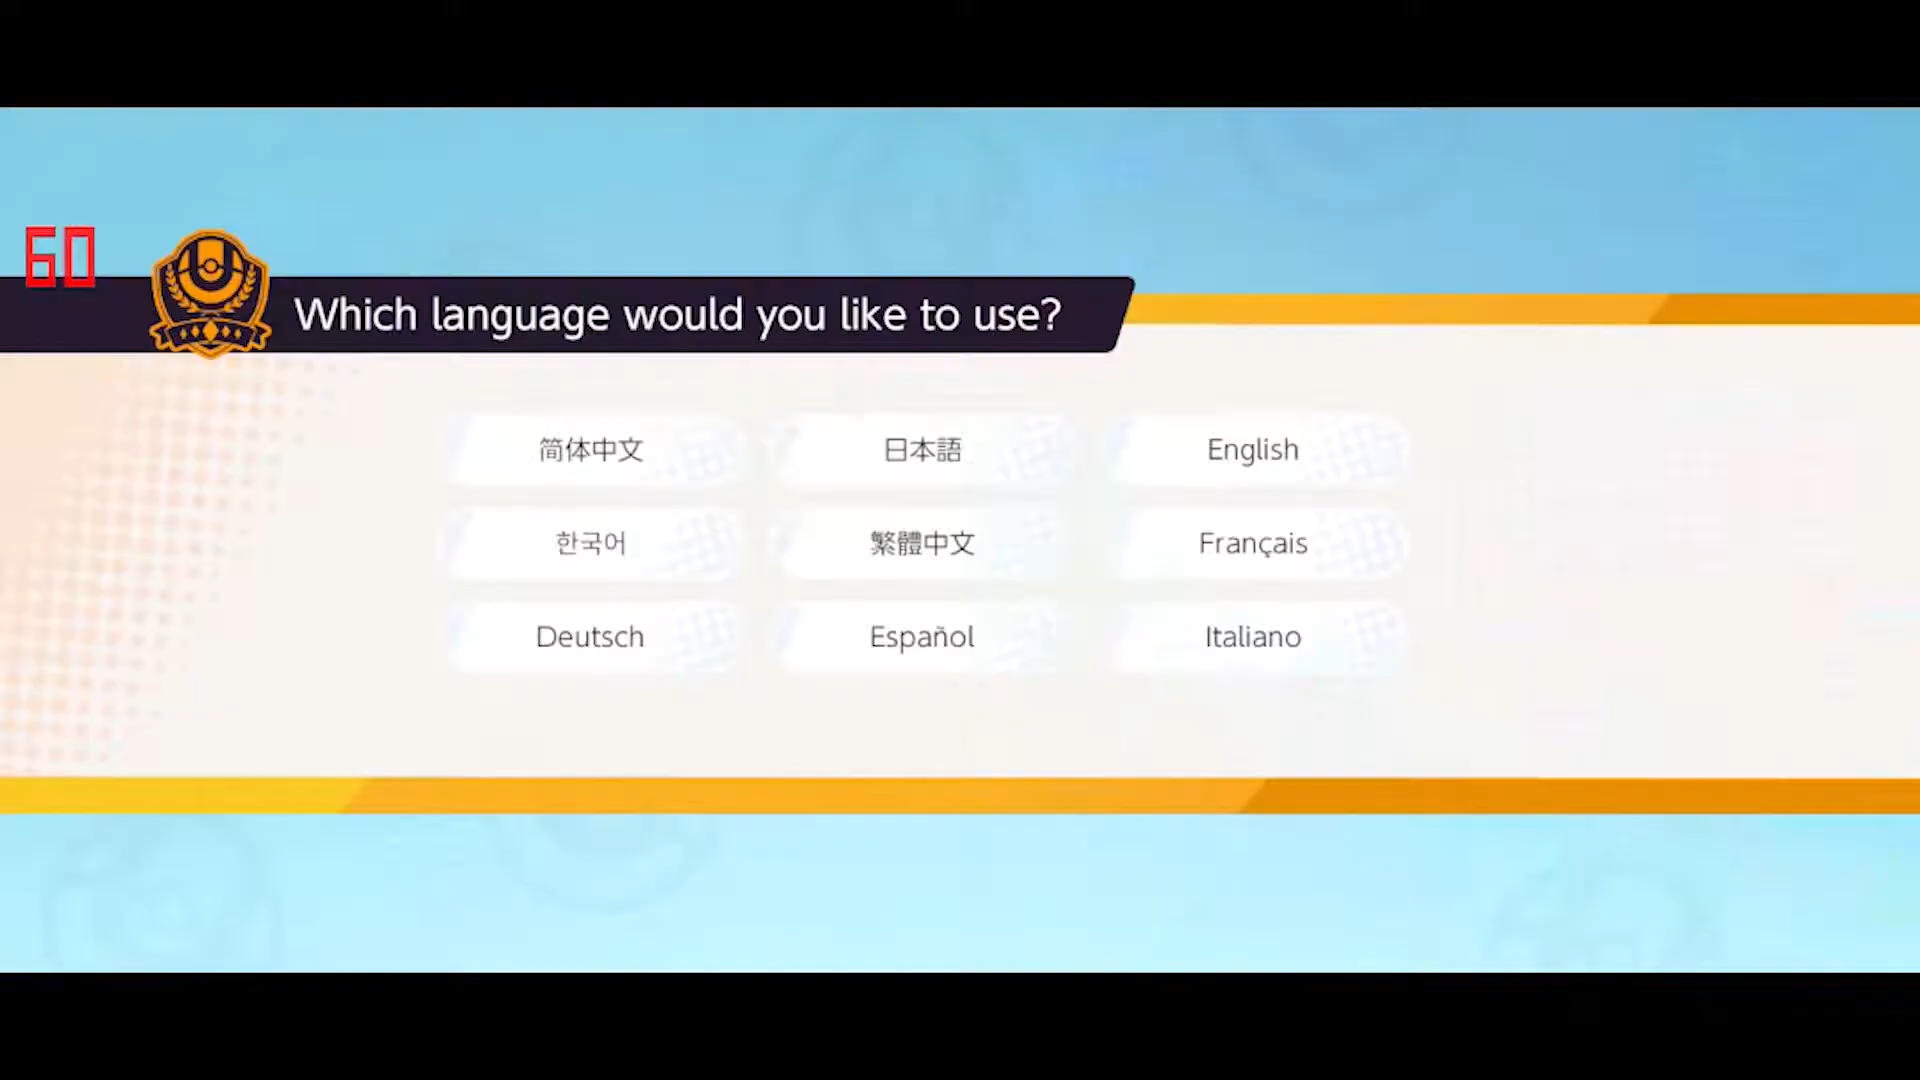 60
Which language would you like to use?
简体中文
日本語
English
한국어
繁體中文
Français
Deutsch
Español
Italiano